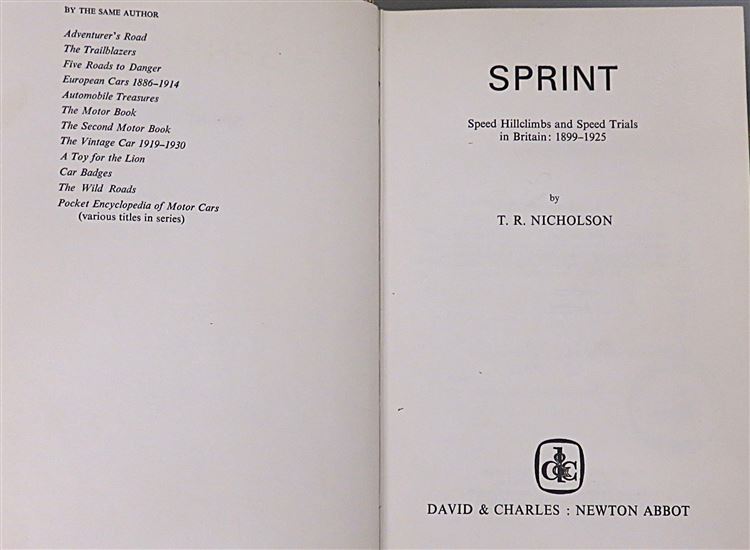 BY THE SAME AUTHOR
Adventurer's Road
The Trailblazers
Five Roads to Danger
European Cars 1886–1914
Automobile Treasures
The Motor Book
The Second Motor Book
The Vintage Car 1919–1930
A Toy for the Lion
Car Badges
The Wild Roads
Pocket Encyclopedia of Motor Cars
(various titles in series)
SPRINT
Speed Hillclimbs and Speed Trials
in Britain: 1899–1925
by
T. R. NICHOLSON
DAVID & CHARLES : NEWTON ABBOT